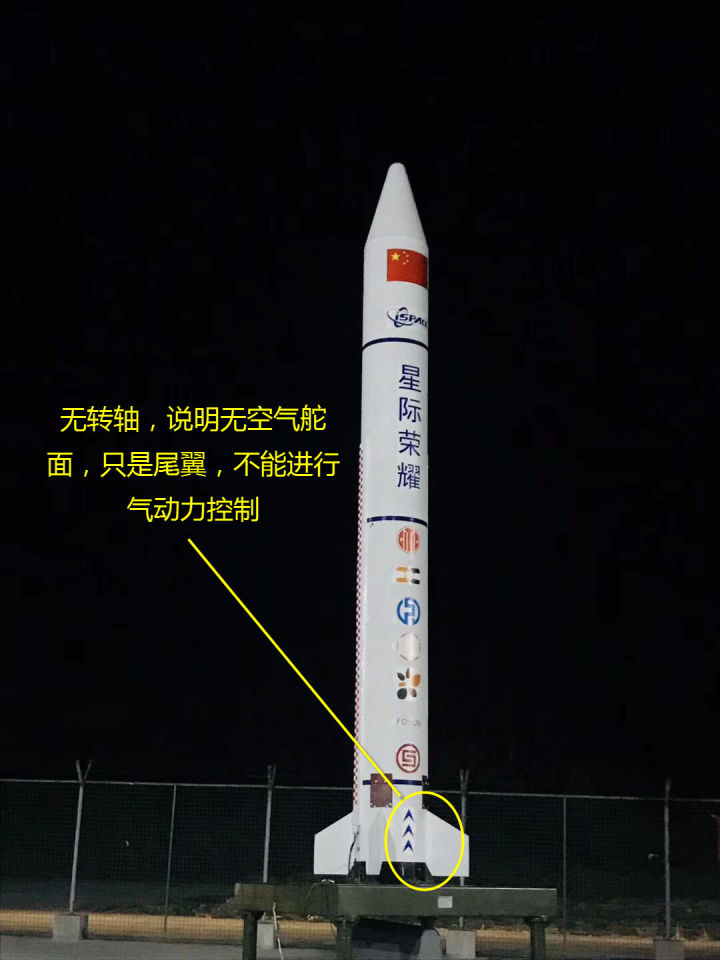 iSPACE
星
际
荣
耀
无转轴，说明无空气舵
面，只是尾翼，不能进行
气动力控制
FOSUN